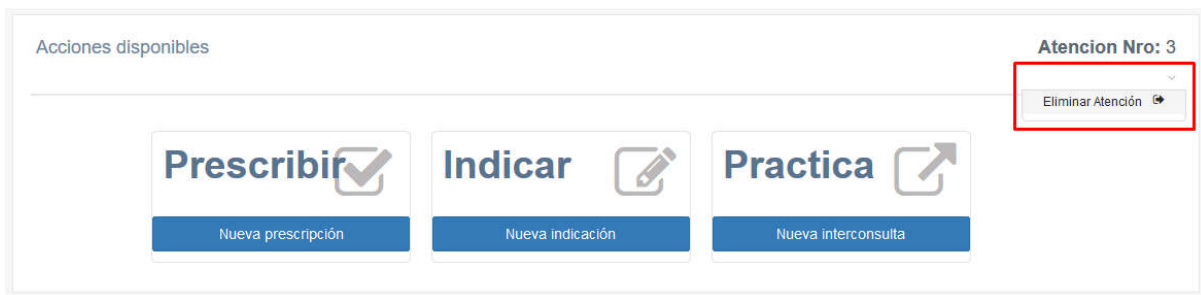 Acciones disponibles
Atencion Nro: 3
Eliminar Atención
Prescribir
Indicar
Practica
Nueva prescripción
Nueva indicación
Nueva interconsulta